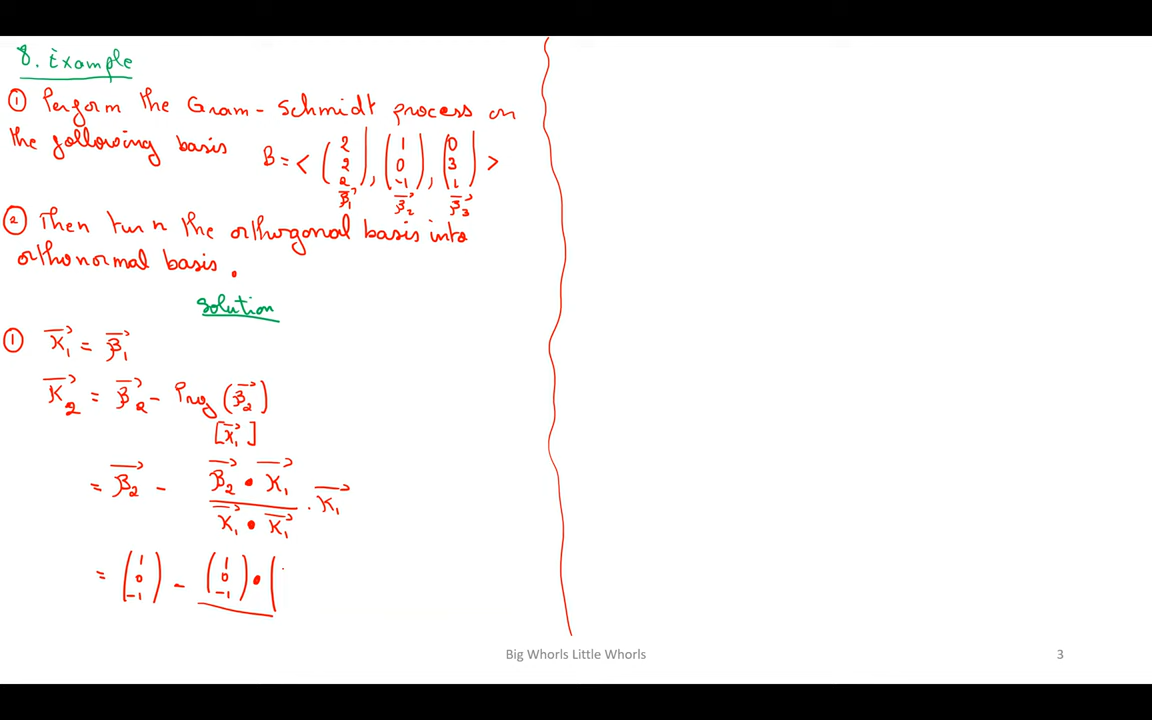 8. Example
① Perform the Gram-Schmidt process on
the following basis B = < (2 2 2), (1 0 -1), (0 3 1) >
β₁ β₂ β₃
② Then turn the orthogonal basis into
orthonormal basis.
Solution
① K₁ = β₁
K₂ = β₂ - Proj (β₂)
[K₁]
= β₂ - (β₂ • K₁) / (K₁ • K₁) . K₁
= (1 0 -1) - (1 0 -1) • (
Big Whorls Little Whorls
3